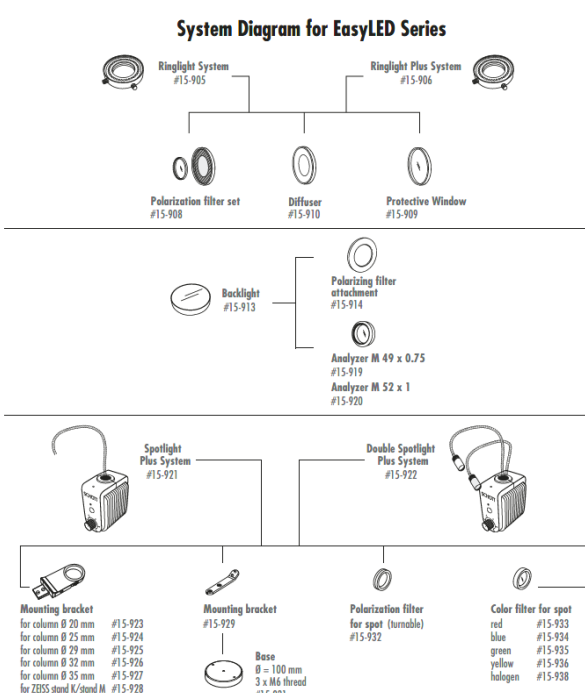 System Diagram for EasyLED Series
Ringlight System
#15-905
Ringlight Plus System
#15-906
Polarization filter set
#15-908
Diffuser
#15-910
Protective Window
#15-909
Backlight
#15-913
Polarizing filter
attachment
#15-914
Analyzer M 49 x 0.75
#15-919
Analyzer M 52 x 1
#15-920
Spotlight
Plus System
#15-921
Double Spotlight
Plus System
#15-922
SCHOTT
SCHOTT
Mounting bracket
for column Ø 20 mm #15-923
for column Ø 25 mm #15-924
for column Ø 29 mm #15-925
for column Ø 32 mm #15-926
for column Ø 35 mm #15-927
for ZEISS stand K/stand M #15-928
Mounting bracket
#15-929
Base
Ø = 100 mm
3 x M6 thread
Polarization filter
for spot (turnable)
#15-932
Color filter for spot
red #15-933
blue #15-934
green #15-935
yellow #15-936
halogen #15-938